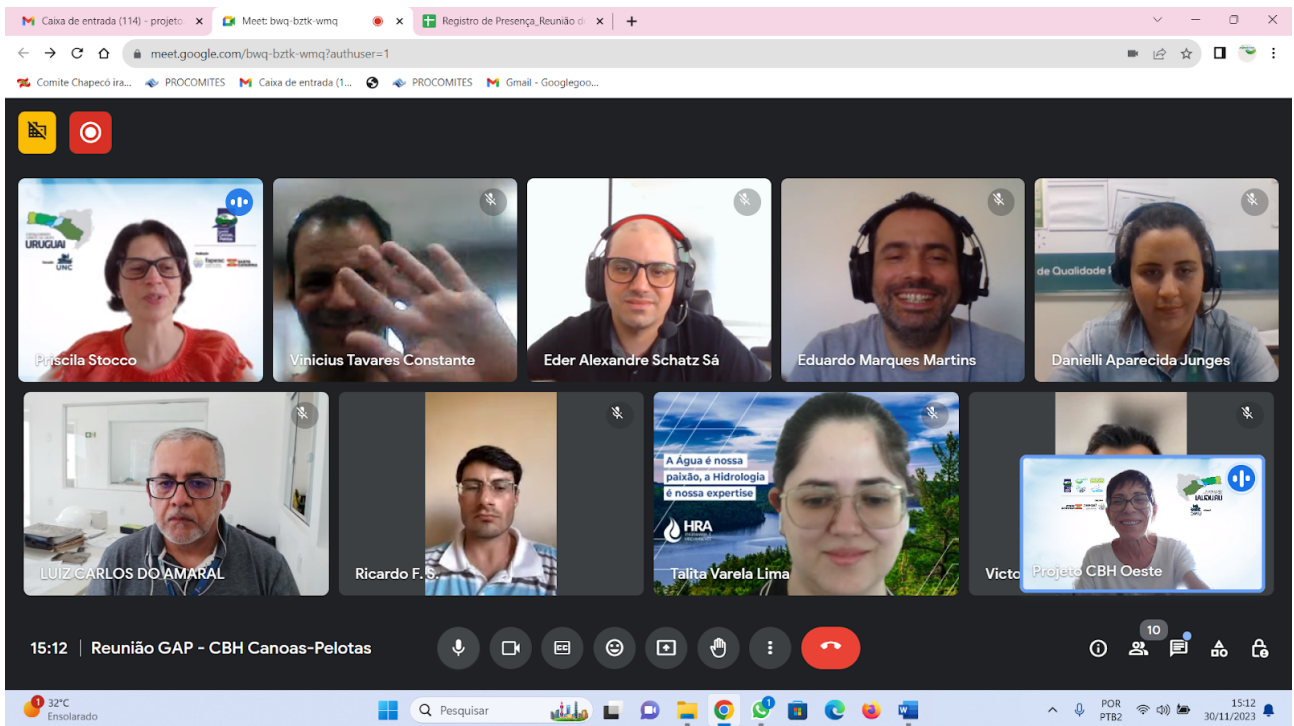 Caixa de entrada (114) - projeto.
Meet: bwq-bztk-wmq
Registro de Presença_Reunião d
meet.google.com/bwq-bztk-wmq?authuser=1
Comite Chapecó ira...
PROCOMITES
Caixa de entrada (1...
PROCOMITES
Gmail - Googlegoo...
URUGUAI
UNC
fapesc
Priscila Stocco
Vinicius Tavares Constante
Eder Alexandre Schatz Sá
Eduardo Marques Martins
de Qualidade
Danielli Aparecida Junges
LUIZ CARLOS DO AMARAL
Ricardo F. S.
A Água é nossa
paixão, a Hidrologia
é nossa expertise
HRA
Talita Varela Lima
Victo
Projeto CBH Oeste
15:12 | Reunião GAP - CBH Canoas-Pelotas
10
1
32°C
Ensolarado
Pesquisar
POR
PTB2
15:12
30/11/2023